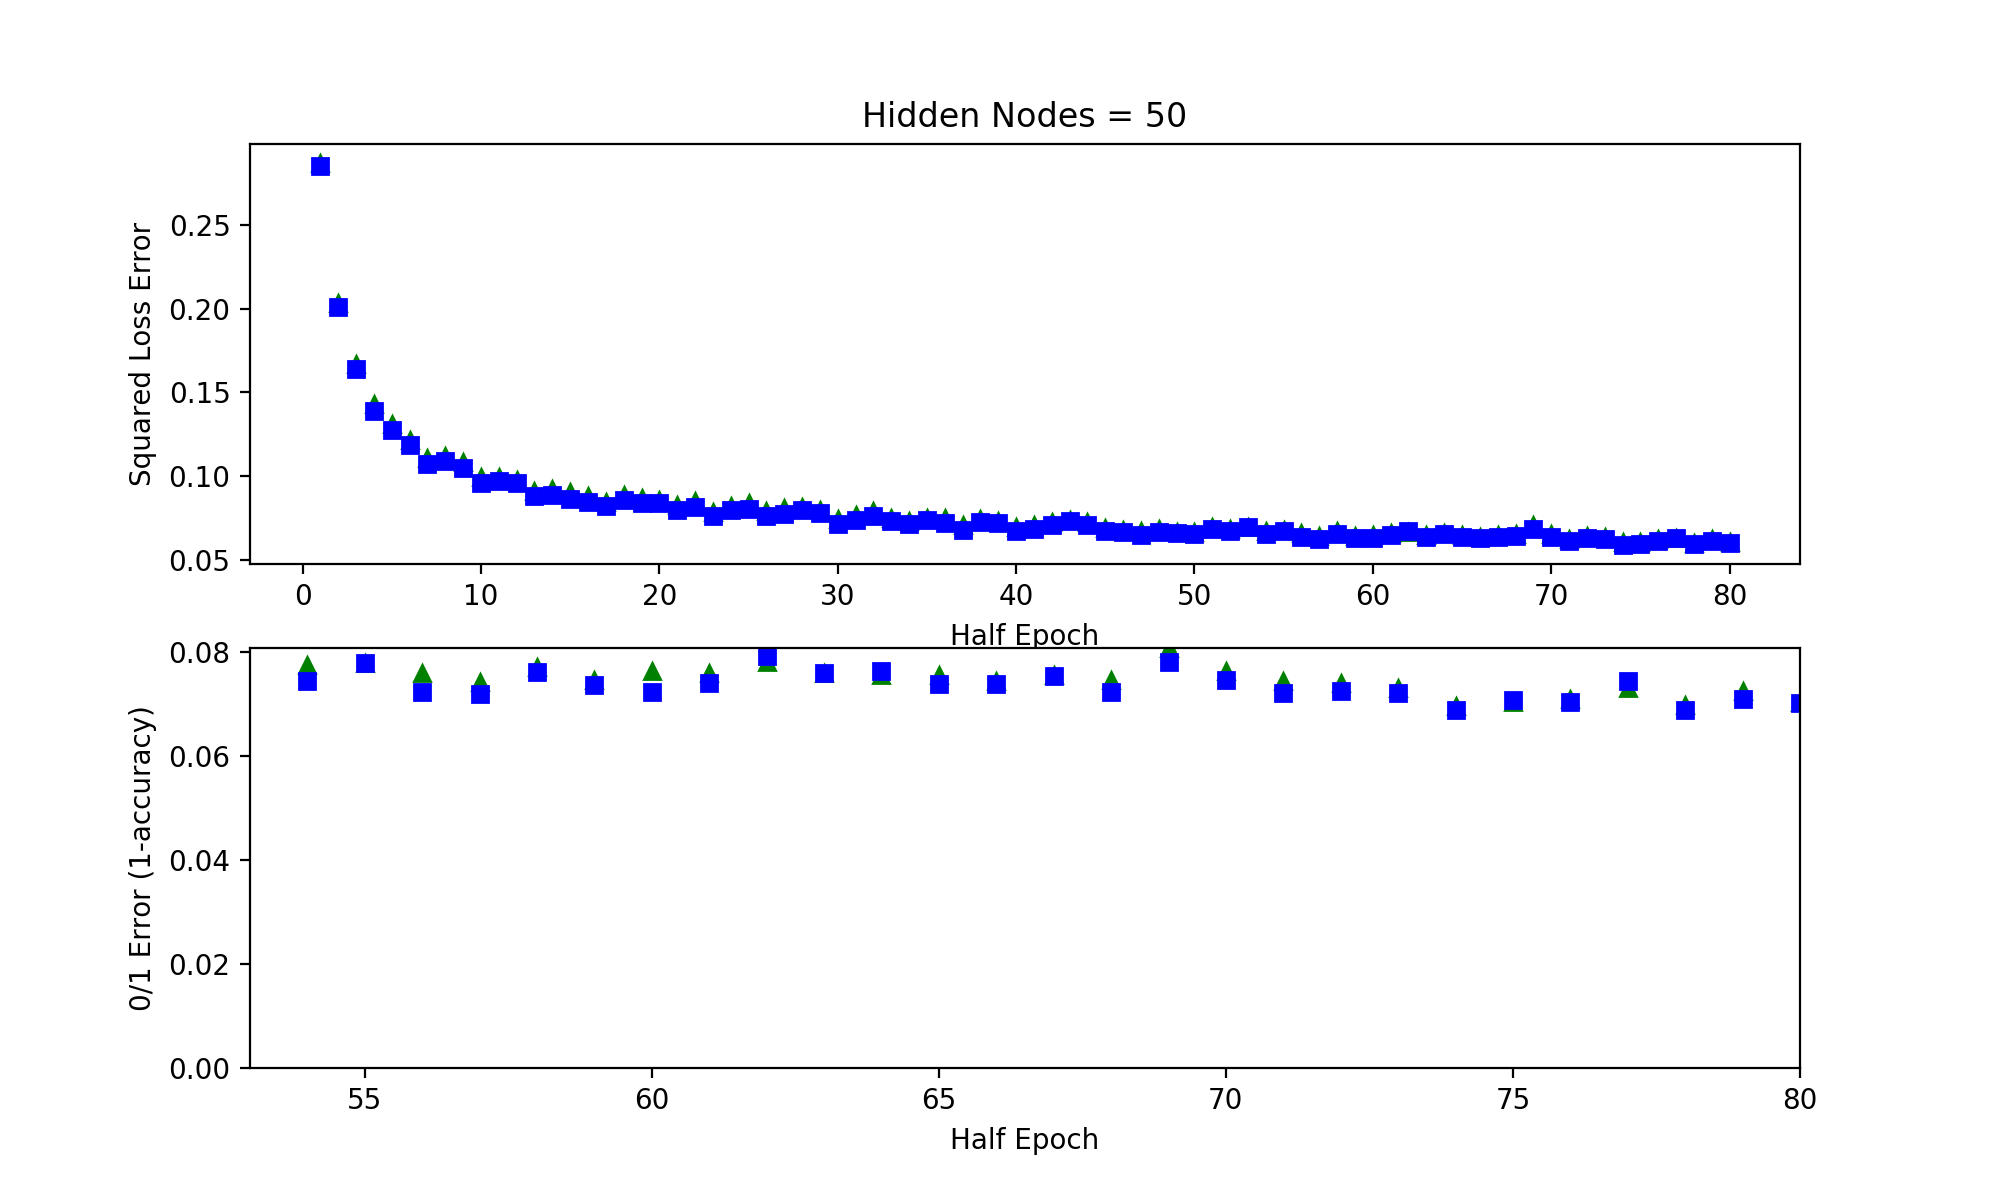 Hidden Nodes = 50
Squared Loss Error
0.25
0.20
0.15
0.10
0.05
0 10 20 30 40 50 60 70 80
Half Epoch
0/1 Error (1-accuracy)
0.08
0.06
0.04
0.02
0.00
55 60 65 70 75 80
Half Epoch